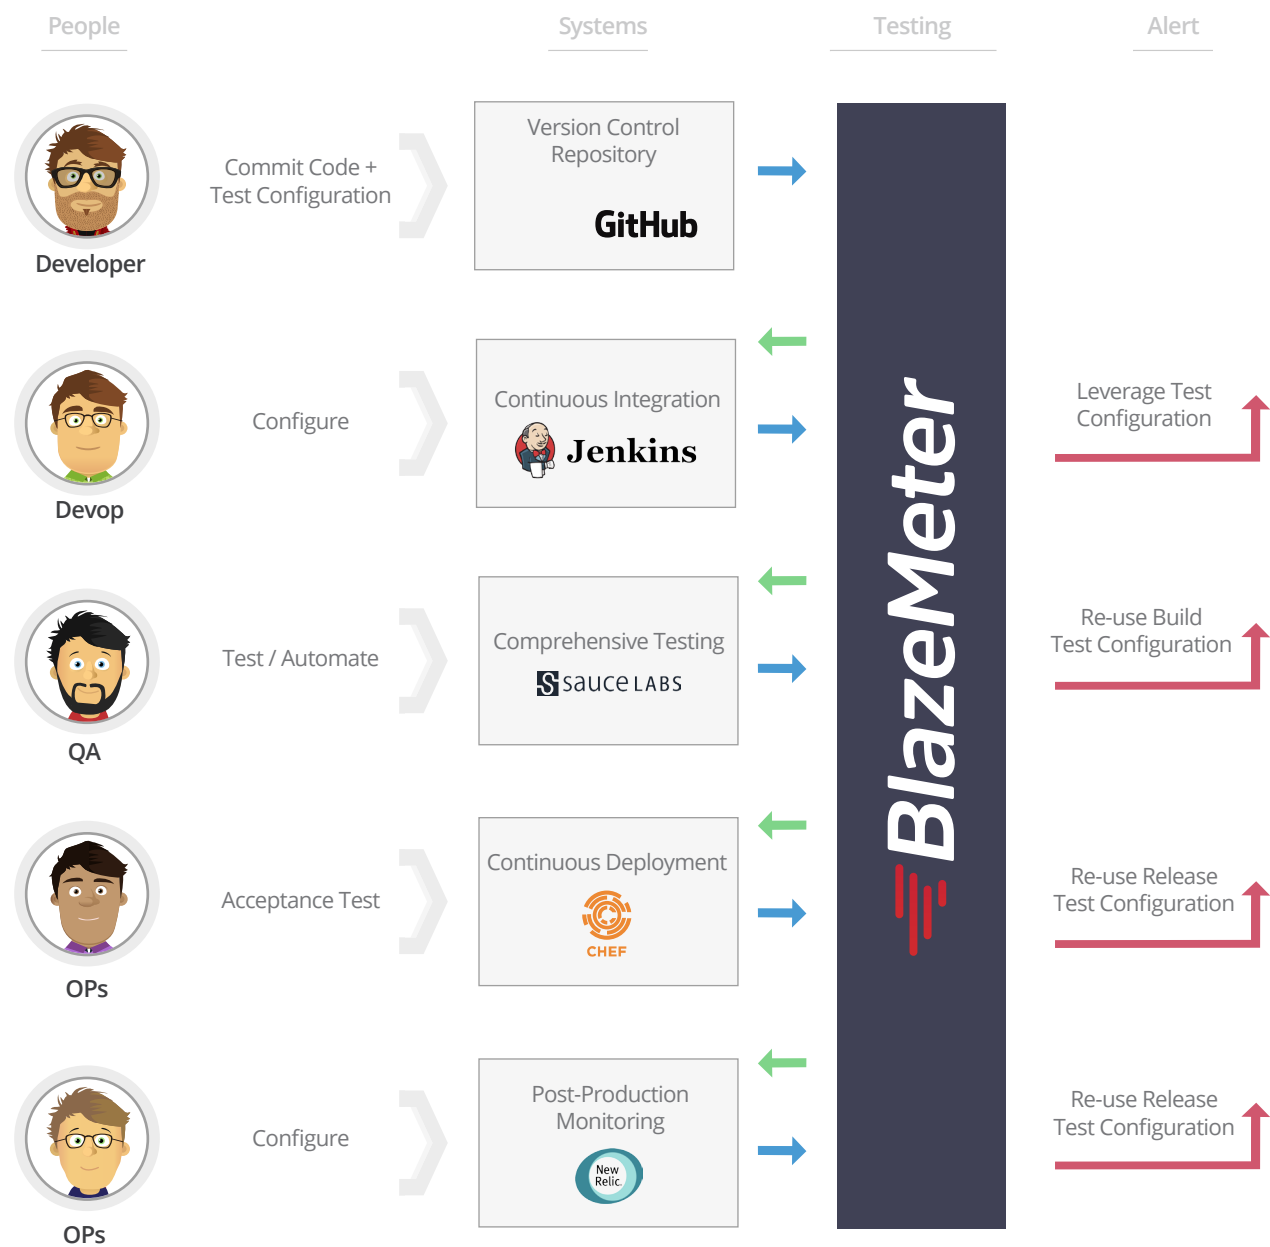 People
Systems
Testing
Alert
Developer
Commit Code +
Test Configuration
Version Control
Repository
GitHub
Devop
Configure
Continuous Integration
Jenkins
Leverage Test
Configuration
QA
Test / Automate
Comprehensive Testing
S
SAUCE LABS
Re-use Build
Test Configuration
BlazeMeter
OPs
Acceptance Test
Continuous Deployment
CHEF
Re-use Release
Test Configuration
OPs
Configure
Post-Production
Monitoring
New
Relic.
Re-use Release
Test Configuration